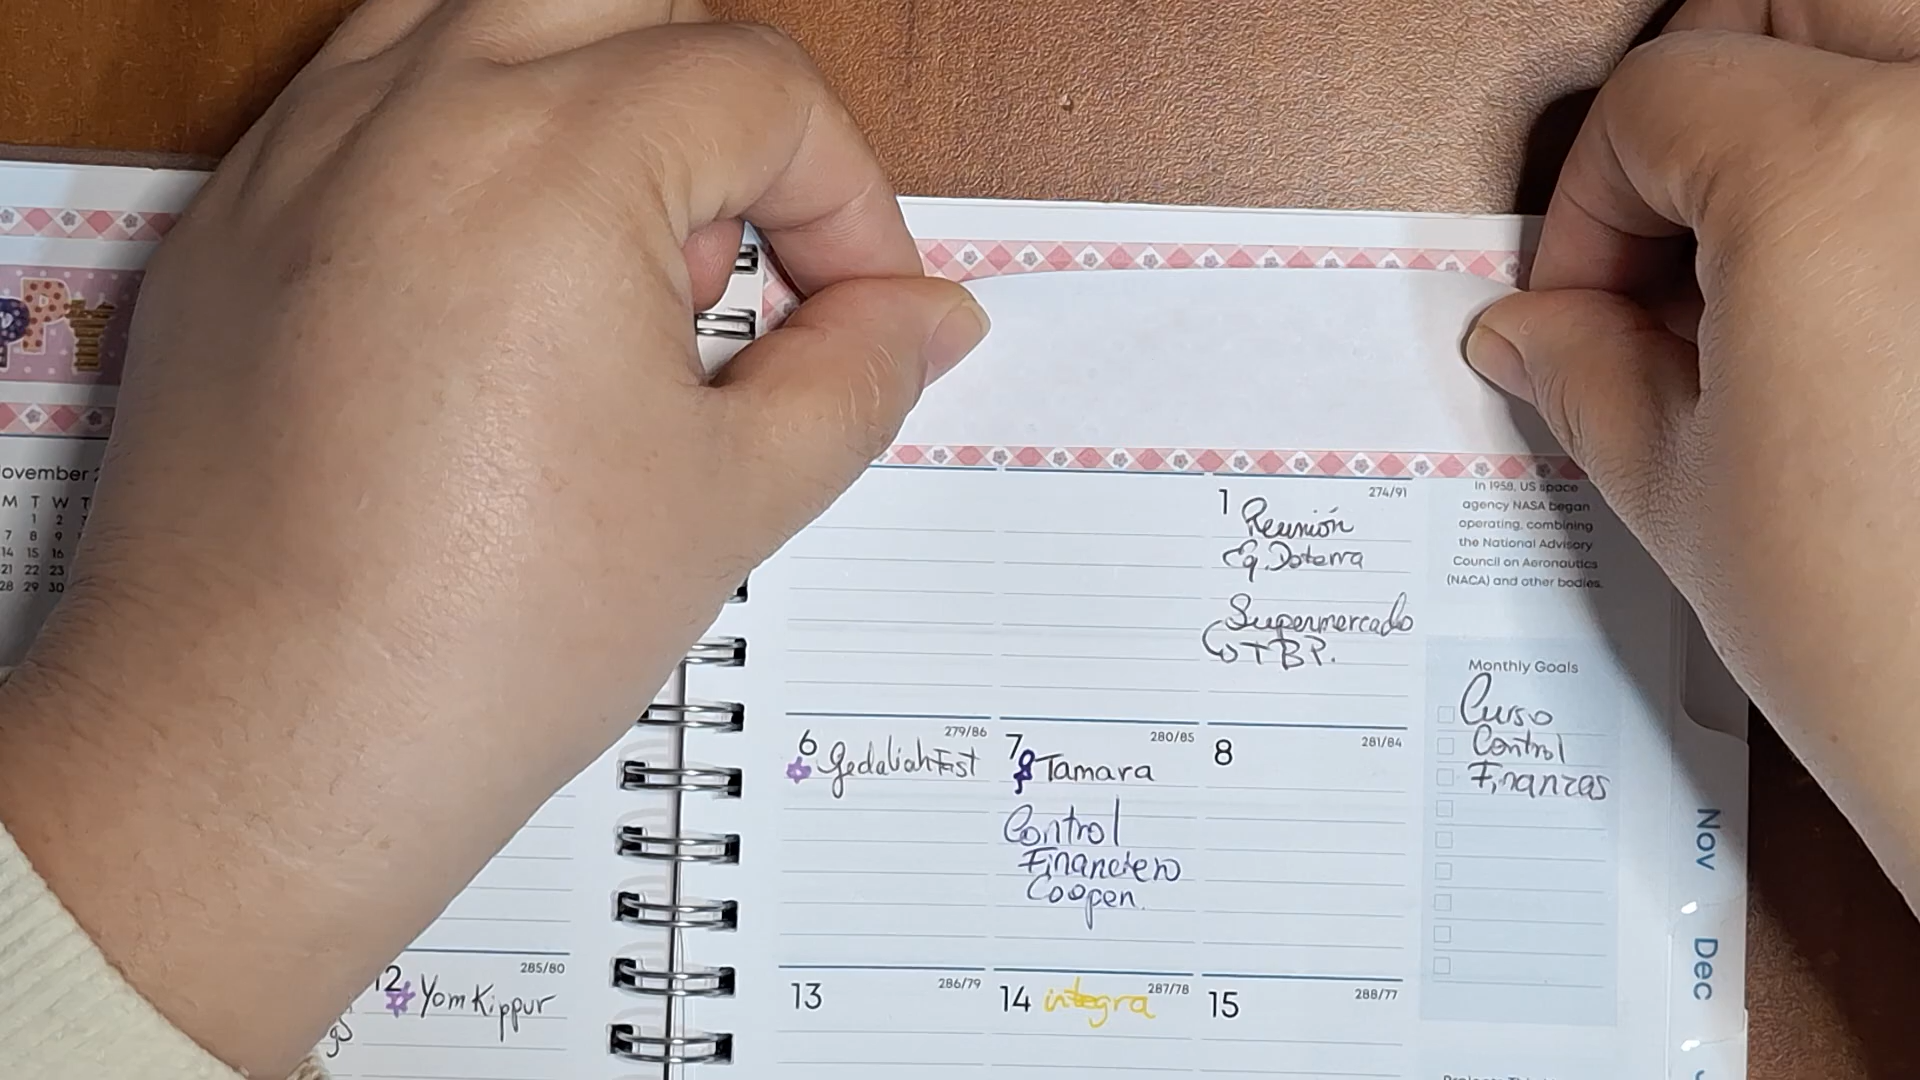 PPY
ovember
M T W T
1 2
7 8 9
14 15 16
21 22 23
28 29 30
12 285/80
Yom Kippur
1 274/91
Reunión
Eq. Doterra
Supermercado
TBP.
6 279/86
Gedaliah Fast
7 280/85
Tamara
Control
Financiero
Coopen.
8 281/84
13 286/79
14 integra 287/78
15 288/77
In 1958, US space
agency NASA began
operating, combining
the National Advisory
Council on Aeronautics
(NACA) and other bodies.
Monthly Goals
Curso
Control
Finanzas
Nov
Dec